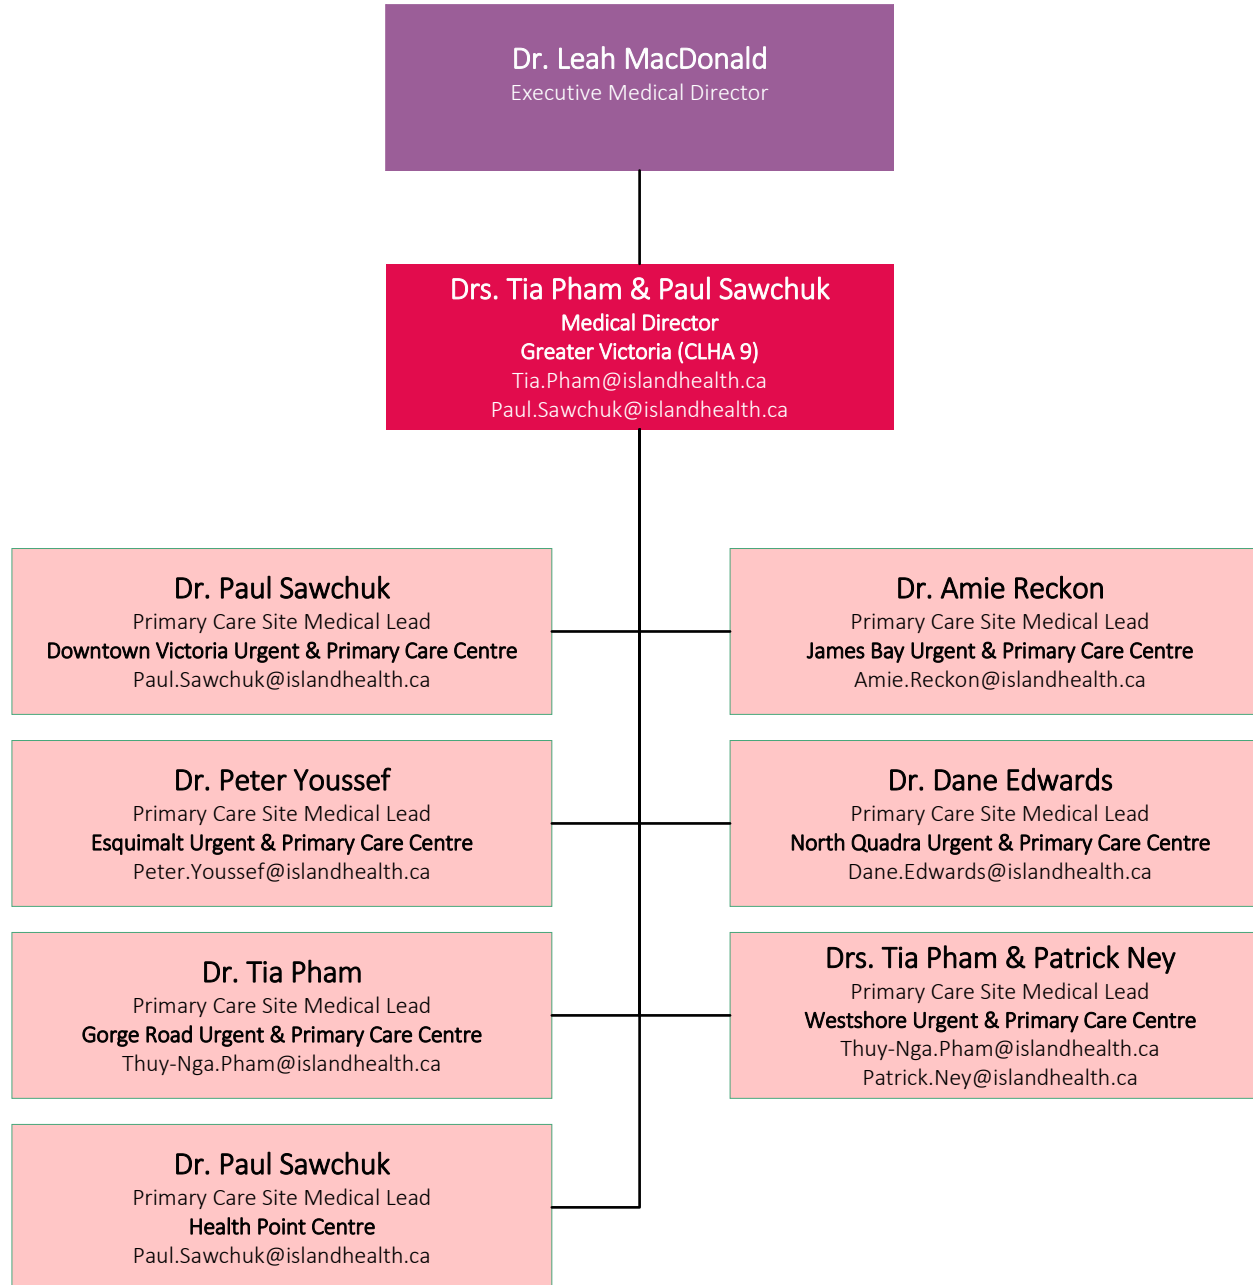 Dr. Leah MacDonald
Executive Medical Director
Drs. Tia Pham & Paul Sawchuk
Medical Director
Greater Victoria (CLHA 9)
Tia.Pham@islandhealth.ca
Paul.Sawchuk@islandhealth.ca
Dr. Paul Sawchuk
Primary Care Site Medical Lead
Downtown Victoria Urgent & Primary Care Centre
Paul.Sawchuk@islandhealth.ca
Dr. Amie Reckon
Primary Care Site Medical Lead
James Bay Urgent & Primary Care Centre
Amie.Reckon@islandhealth.ca
Dr. Peter Youssef
Primary Care Site Medical Lead
Esquimalt Urgent & Primary Care Centre
Peter.Youssef@islandhealth.ca
Dr. Dane Edwards
Primary Care Site Medical Lead
North Quadra Urgent & Primary Care Centre
Dane.Edwards@islandhealth.ca
Dr. Tia Pham
Primary Care Site Medical Lead
Gorge Road Urgent & Primary Care Centre
Thuy-Nga.Pham@islandhealth.ca
Drs. Tia Pham & Patrick Ney
Primary Care Site Medical Lead
Westshore Urgent & Primary Care Centre
Thuy-Nga.Pham@islandhealth.ca
Patrick.Ney@islandhealth.ca
Dr. Paul Sawchuk
Primary Care Site Medical Lead
Health Point Centre
Paul.Sawchuk@islandhealth.ca